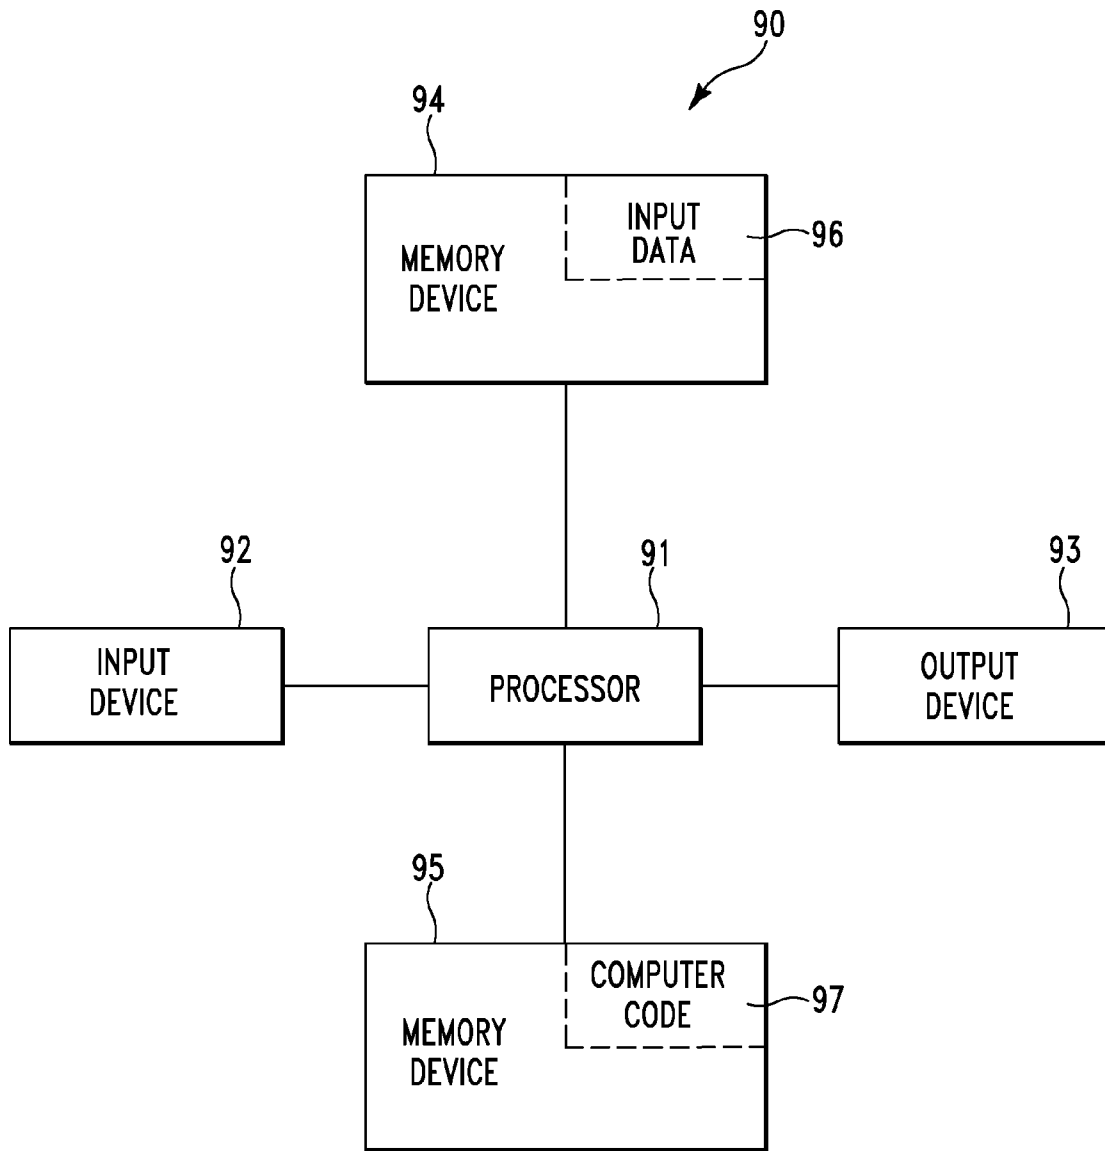 90
94
INPUT
DATA
96
MEMORY
DEVICE
92
91
93
INPUT
DEVICE
PROCESSOR
OUTPUT
DEVICE
95
COMPUTER
CODE
97
MEMORY
DEVICE